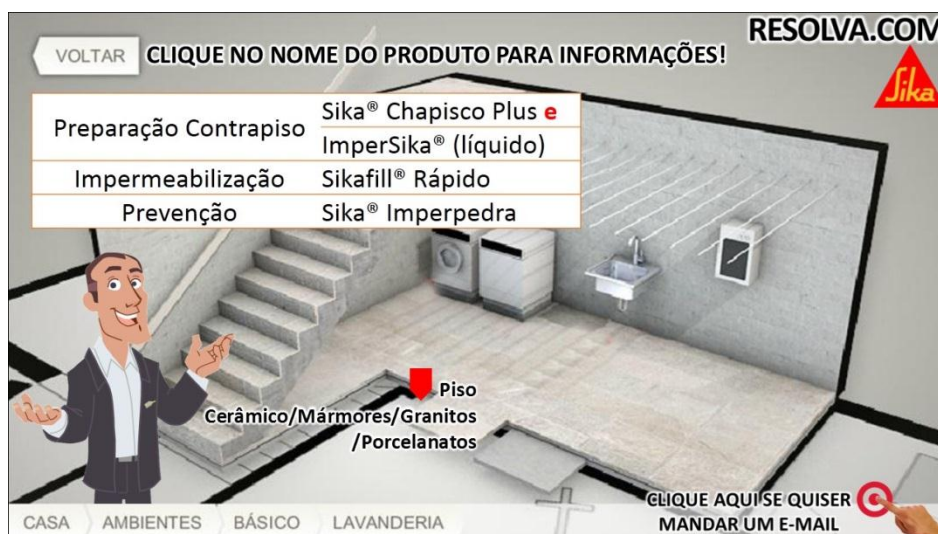 RESOLVA.COM
VOLTAR
CLIQUE NO NOME DO PRODUTO PARA INFORMAÇÕES!
Sika
Preparação Contrapiso
Sika® Chapisco Plus e
ImperSika® (líquido)
Impermeabilização Sikafill® Rápido
Prevenção Sika® Imperpedra
Piso
Cerâmico/Mármores/Granitos
/Porcelanatos
CLIQUE AQUI SE QUISER
MANDAR UM E-MAIL
CASA AMBIENTES BÁSICO LAVANDERIA